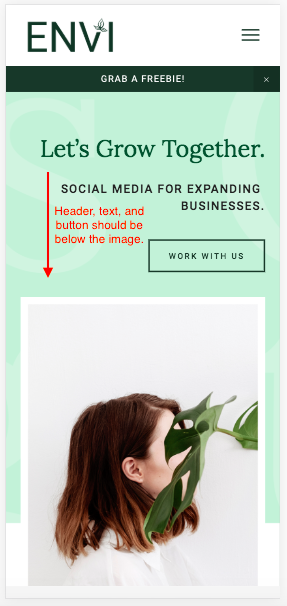 ENVI
GRAB A FREEBIE!
×
Let's Grow Together.
SOCIAL MEDIA FOR EXPANDING
BUSINESSES.
Header, text, and
button should be
below the image.
WORK WITH US